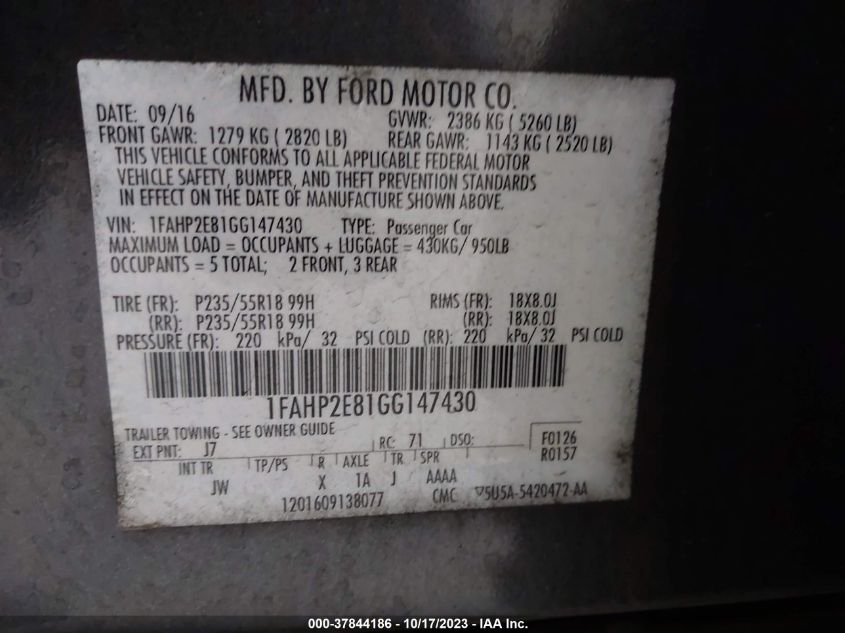 MFD. BY FORD MOTOR CO.
DATE: 09/16 GVWR: 2386 KG ( 5260 LB)
FRONT GAWR: 1279 KG ( 2820 LB) REAR GAWR: 1143 KG ( 2520 LB)
THIS VEHICLE CONFORMS TO ALL APPLICABLE FEDERAL MOTOR
VEHICLE SAFETY, BUMPER, AND THEFT PREVENTION STANDARDS
IN EFFECT ON THE DATE OF MANUFACTURE SHOWN ABOVE.
VIN: 1FAHP2E81GG147430 TYPE: Passenger Car
MAXIMUM LOAD = OCCUPANTS + LUGGAGE = 430KG/ 950LB
OCCUPANTS = 5 TOTAL; 2 FRONT, 3 REAR
TIRE (FR): P235/55R18 99H RIMS (FR): 18X8.0J
(RR): P235/55R18 99H (RR): 18X8.0J
PRESSURE (FR): 220 kPa/ 32 PSI COLD (RR): 220 kPa/ 32 PSI COLD
1FAHP2E81GG147430
TRAILER TOWING - SEE OWNER GUIDE
EXT PNT: J7 RC: 71 DSO: F0126
R0157
INT TR TP/PS R AXLE TR SPR
JW X 1A J AAAA
1201609138077 CMC 5U5A-5420472-AA
000-37844186 - 10/17/2023 - IAA Inc.